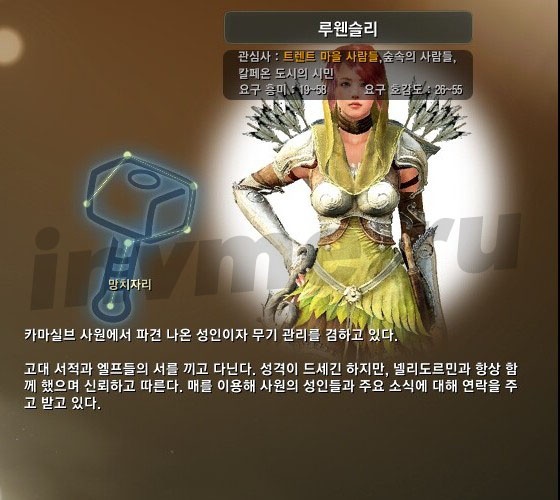 루웬슬리
관심사 : 트렌트 마을 사람들,숲속의 사람들,
칼페온 도시의 시민
요구 흥미 : 19~58 요구 호감도 : 26~55
망치자리
카마실브 사원에서 파견 나온 성인이자 무기 관리를 겸하고 있다.
고대 서적과 엘프들의 서를 끼고 다닌다. 성격이 드세긴 하지만, 넬리도르민과 항상 함
께 했으며 신뢰하고 따른다. 매를 이용해 사원의 성인들과 주요 소식에 대해 연락을 주
고 받고 있다.